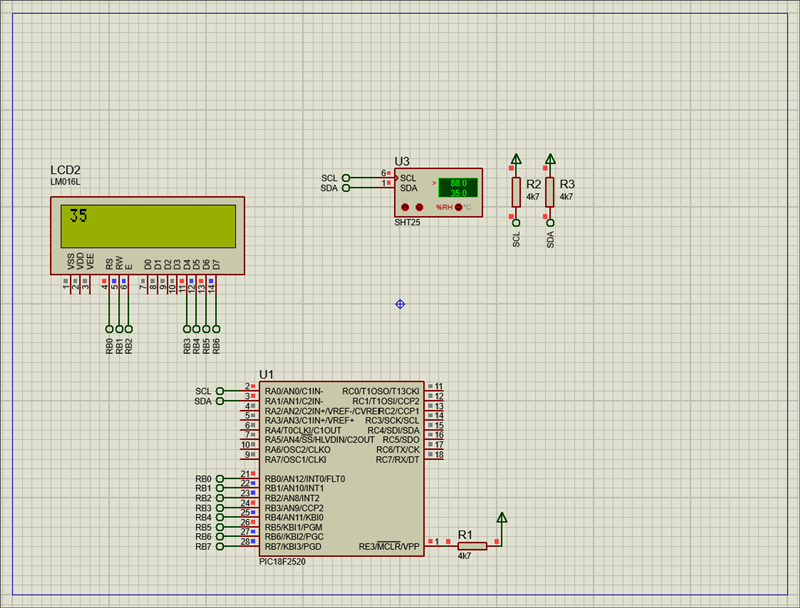 LCD2
LM016L
35
VSS
VDD
VEE
RS
RW
E
D0
D1
D2
D3
D4
D5
D6
D7
1
2
3
4
5
6
7
8
9
10
11
12
13
14
RB0
RB1
RB2
RB3
RB4
RB5
RB6
U3
SCL 6 SCL
SDA 1 SDA
> 88.0
35.0
%RH °C
SHT25
R2
4k7
R3
4k7
SCL
SDA
U1
SCL 2 RA0/AN0/C1IN- RC0/T1OSO/T13CKI 11
SDA 3 RA1/AN1/C2IN- RC1/T1OSI/CCP2 12
4 RA2/AN2/C2IN+/VREF-/CVREF RC2/CCP1 13
5 RA3/AN3/C1IN+/VREF+ RC3/SCK/SCL 14
6 RA4/T0CLKI/C1OUT RC4/SDI/SDA 15
7 RA5/AN4/SS/HLVDIN/C2OUT RC5/SDO 16
10 RA6/OSC2/CLKO RC6/TX/CK 17
9 RA7/OSC1/CLKI RC7/RX/DT 18
RB0 21 RB0/AN12/INT0/FLT0
RB1 22 RB1/AN10/INT1
RB2 23 RB2/AN8/INT2
RB3 24 RB3/AN9/CCP2
RB4 25 RB4/AN11/KBI0
RB5 26 RB5/KBI1/PGM
RB6 27 RB6//KBI2/PGC
RB7 28 RB7/KBI3/PGD RE3/MCLR/VPP 1
PIC18F2520
R1
4k7